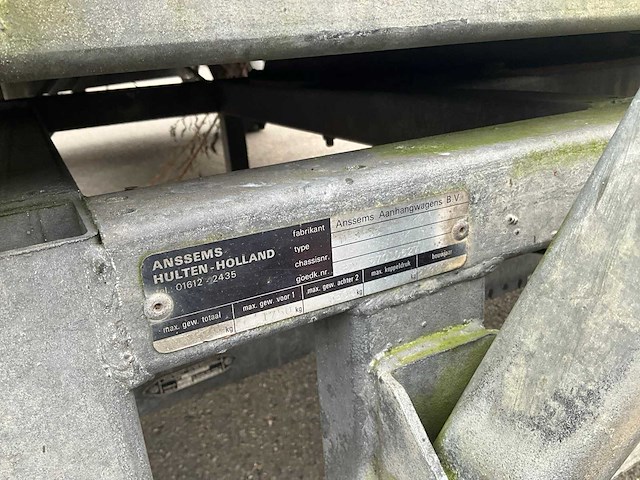 ANSSEMS
HULTEN-HOLLAND
01612-2435
fabrikant Anssems Aanhangwagens B.V.
type
chassisnr.
goedk.nr.
max. gew. totaal max. gew. voor 1 max. gew. achter 2 max. koppeldruk bouwjaar
kg kg kg